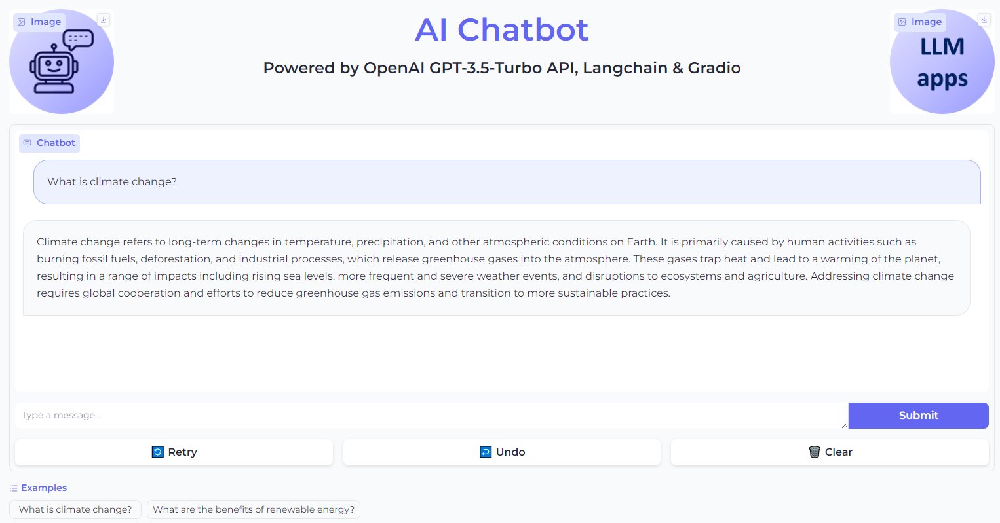 Image
AI Chatbot
Image
LLM
apps
Powered by OpenAI GPT-3.5-Turbo API, Langchain & Gradio
Chatbot
What is climate change?
Climate change refers to long-term changes in temperature, precipitation, and other atmospheric conditions on Earth. It is primarily caused by human activities such as
burning fossil fuels, deforestation, and industrial processes, which release greenhouse gases into the atmosphere. These gases trap heat and lead to a warming of the planet,
resulting in a range of impacts including rising sea levels, more frequent and severe weather events, and disruptions to ecosystems and agriculture. Addressing climate change
requires global cooperation and efforts to reduce greenhouse gas emissions and transition to more sustainable practices.
Type a message...
Submit
Retry
Undo
Clear
Examples
What is climate change?
What are the benefits of renewable energy?